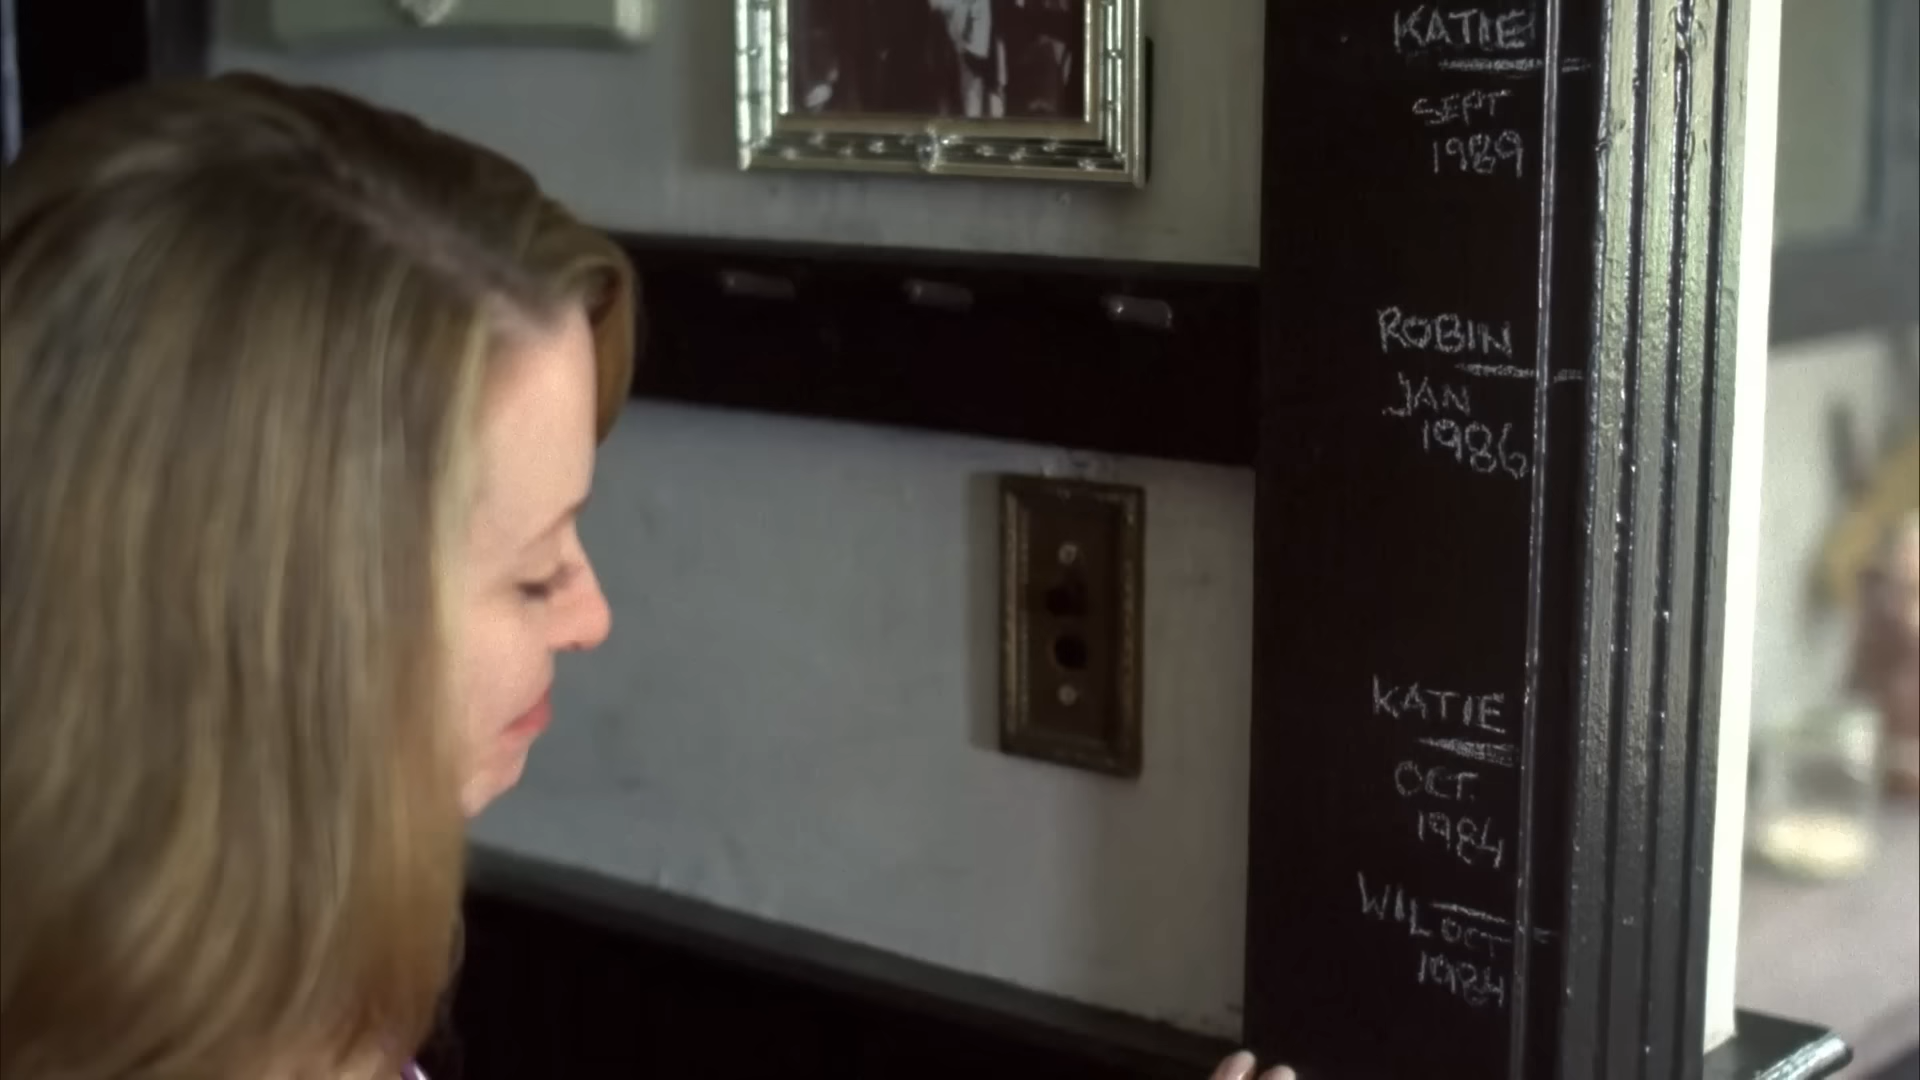 KATIE
SEPT
1989
ROBIN
JAN
1986
KATIE
OCT.
1984
WIL OCT
1984